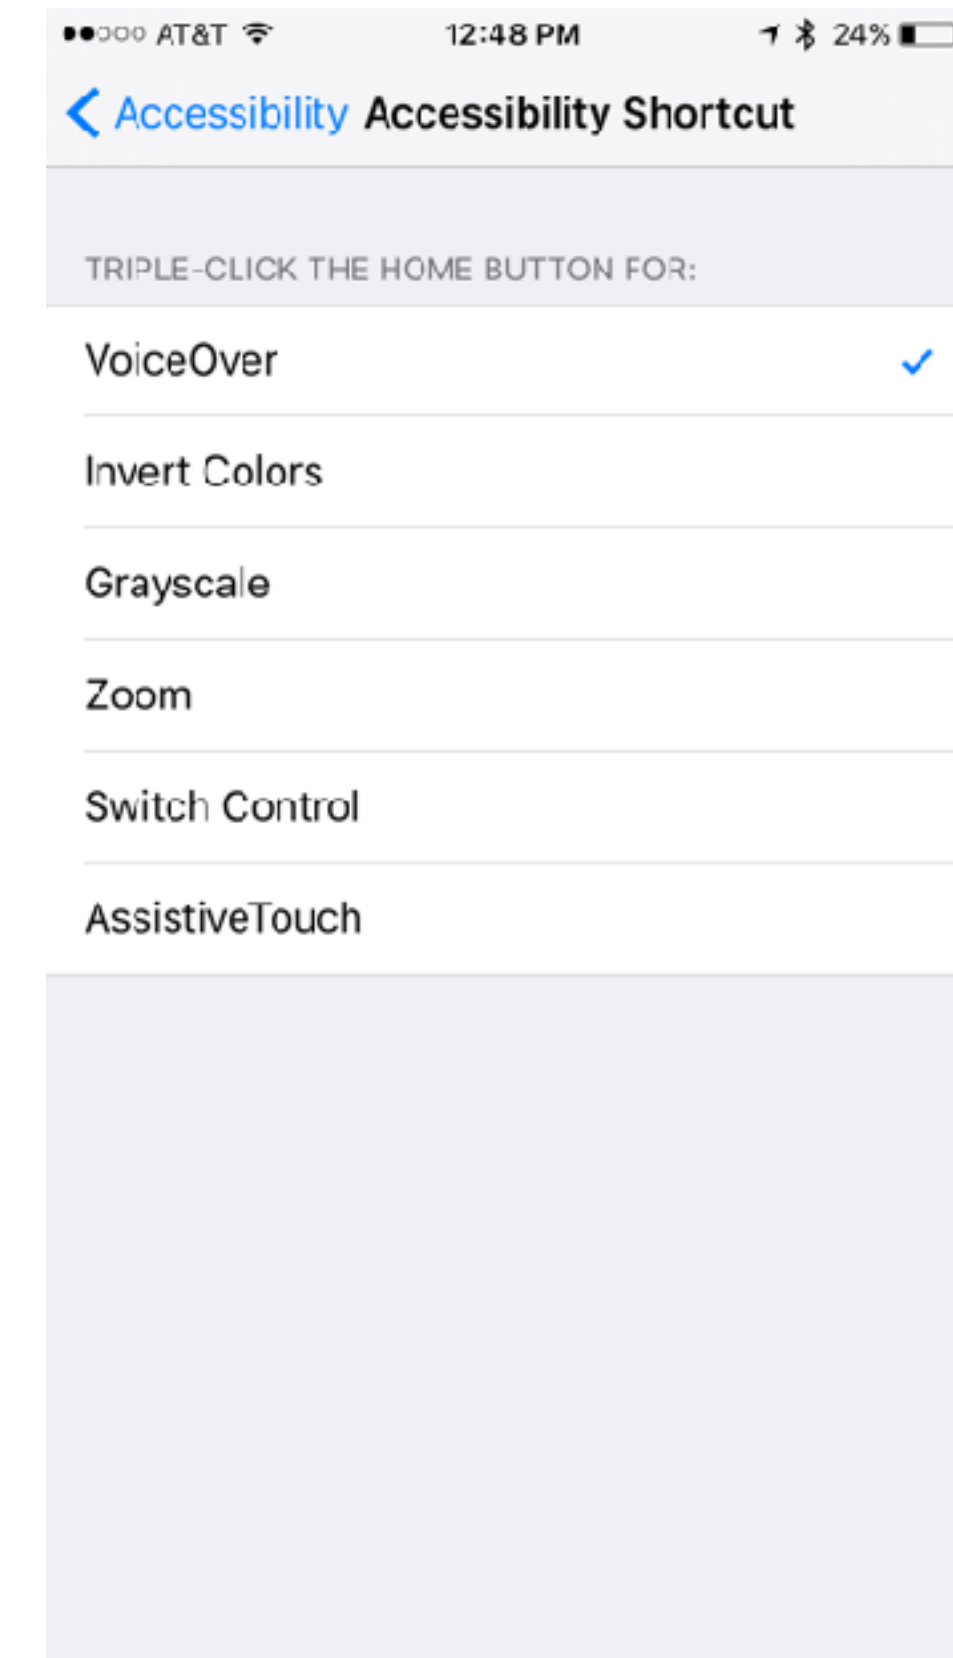 AT&T 12:48 PM 24%
Accessibility Accessibility Shortcut
TRIPLE-CLICK THE HOME BUTTON FOR:
VoiceOver
Invert Colors
Grayscale
Zoom
Switch Control
AssistiveTouch